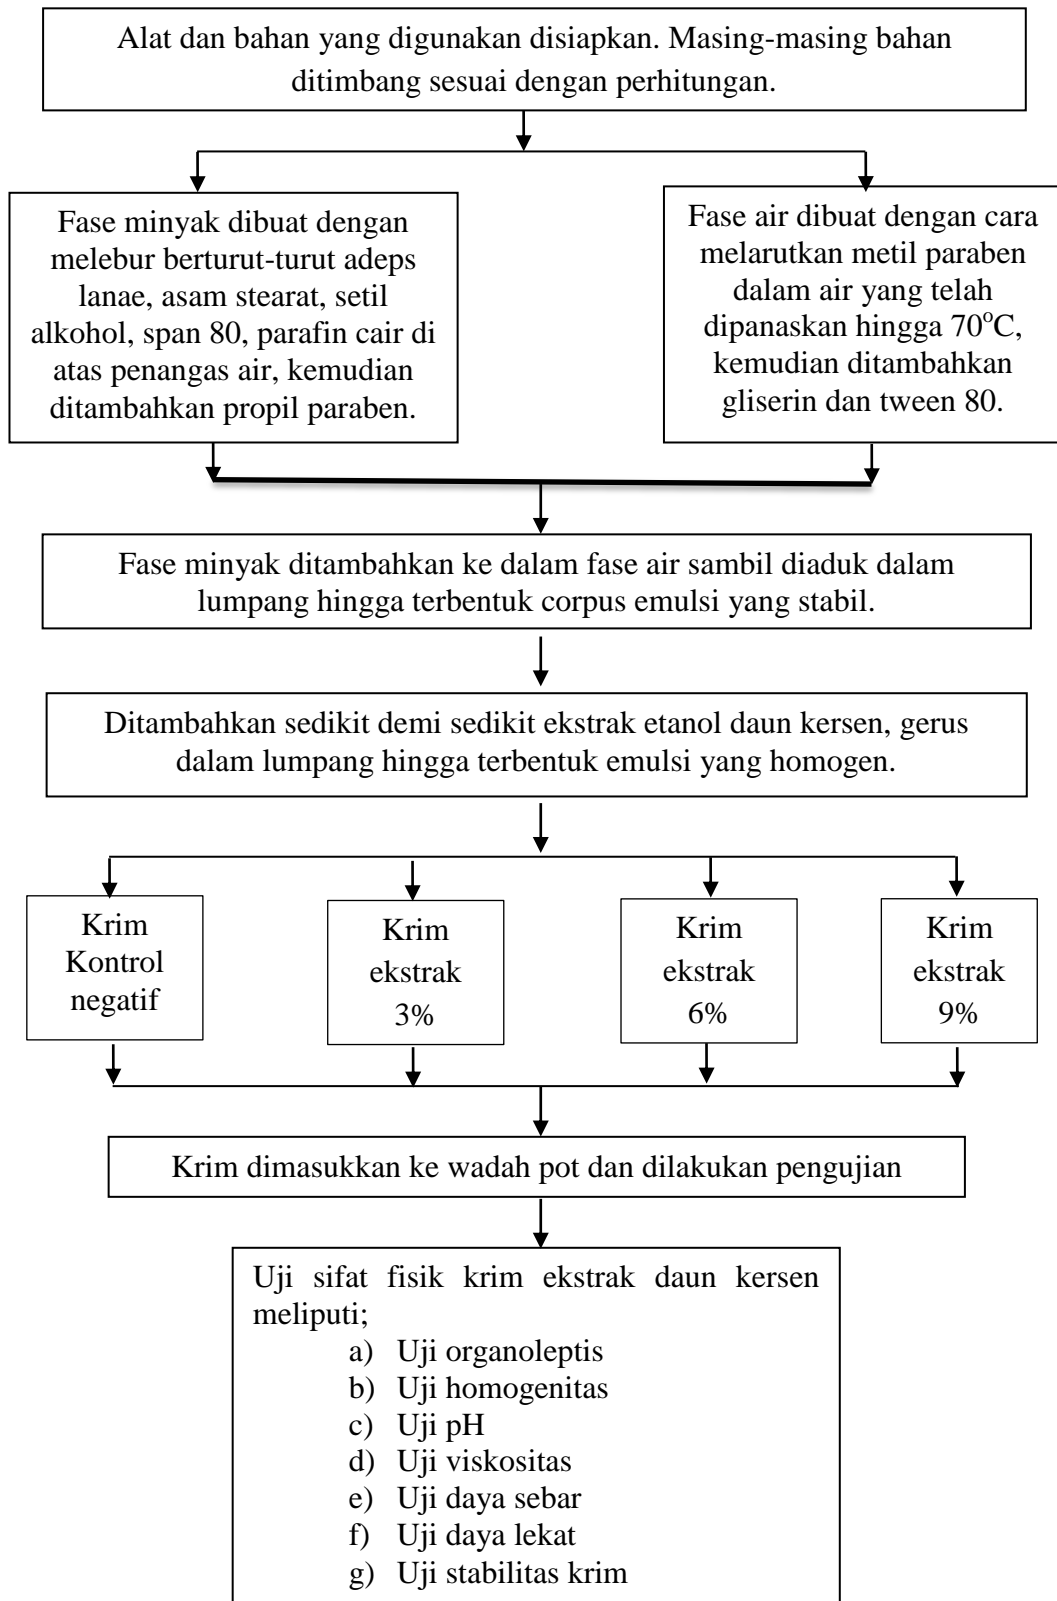 Alat dan bahan yang digunakan disiapkan. Masing-masing bahan
ditimbang sesuai dengan perhitungan.
Fase minyak dibuat dengan
melebur berturut-turut adeps
lanae, asam stearat, setil
alkohol, span 80, parafin cair di
atas penangas air, kemudian
ditambahkan propil paraben.
Fase air dibuat dengan cara
melarutkan metil paraben
dalam air yang telah
dipanaskan hingga 70°C,
kemudian ditambahkan
gliserin dan tween 80.
Fase minyak ditambahkan ke dalam fase air sambil diaduk dalam
lumpang hingga terbentuk corpus emulsi yang stabil.
Ditambahkan sedikit demi sedikit ekstrak etanol daun kersen, gerus
dalam lumpang hingga terbentuk emulsi yang homogen.
Krim
Kontrol
negatif
Krim
ekstrak
3%
Krim
ekstrak
6%
Krim
ekstrak
9%
Krim dimasukkan ke wadah pot dan dilakukan pengujian
Uji sifat fisik krim ekstrak daun kersen
meliputi;
a) Uji organoleptis
b) Uji homogenitas
c) Uji pH
d) Uji viskositas
e) Uji daya sebar
f) Uji daya lekat
g) Uji stabilitas krim